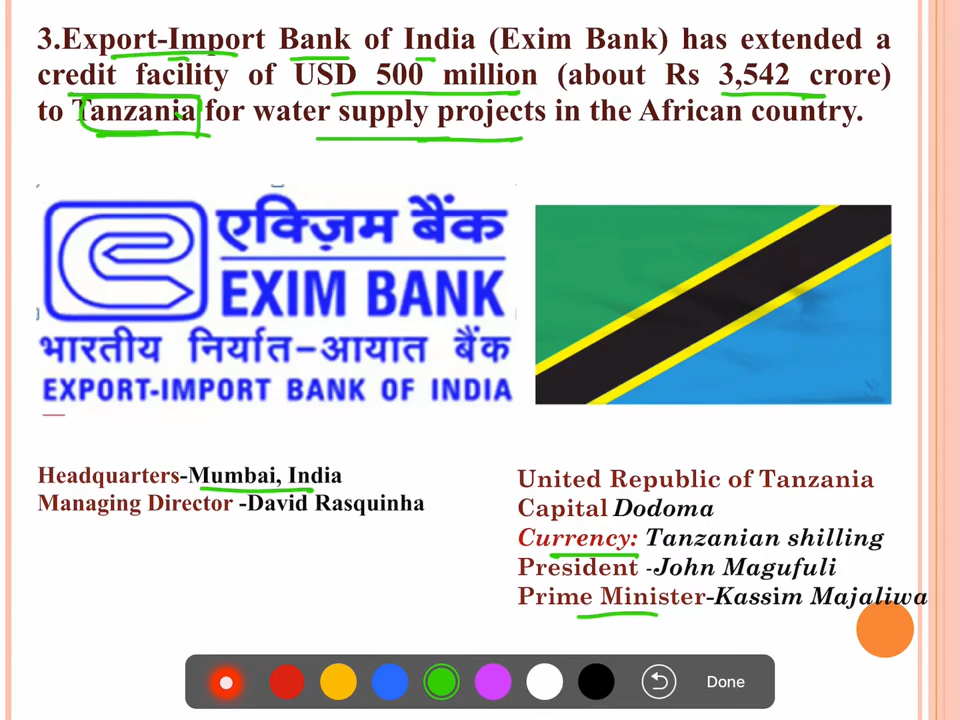 3.Export-Import Bank of India (Exim Bank) has extended a
credit facility of USD 500 million (about Rs 3,542 crore)
to Tanzania for water supply projects in the African country.
एक्ज़िम बैंक
EXIM BANK
भारतीय निर्यात-आयात बैंक
EXPORT-IMPORT BANK OF INDIA
Headquarters-Mumbai, India
Managing Director -David Rasquinha
United Republic of Tanzania
Capital Dodoma
Currency: Tanzanian shilling
President -John Magufuli
Prime Minister-Kassim Majaliwa
Done